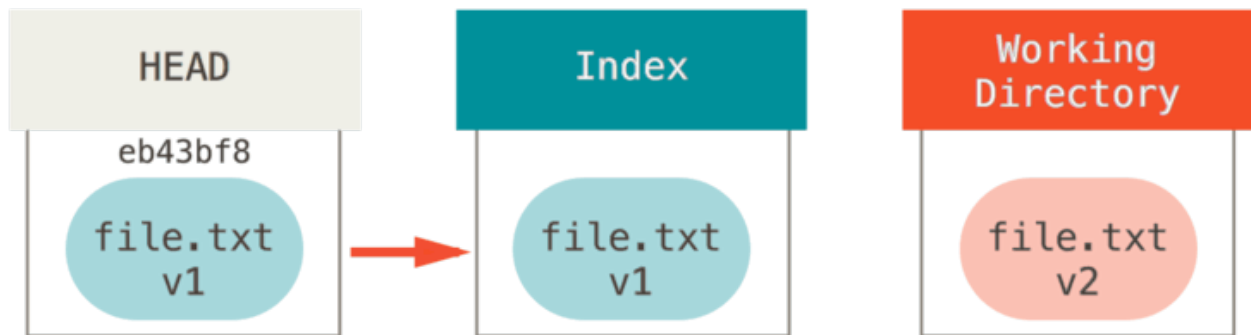 HEAD
Index
Working
Directory
eb43bf8
file.txt
v1
file.txt
v1
file.txt
v2